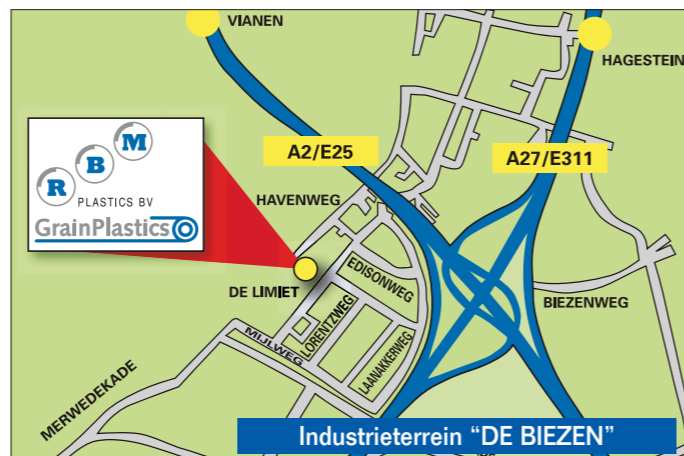 VIANEN
HAGESTEIN
R B M
PLASTICS BV
GrainPlastics
A2/E25
A27/E311
HAVENWEG
EDISONWEG
DE LIMIET
BIEZENWEG
LORENTZWEG
MIJLWEG
LAANAKKERWEG
MERWEDEKADE
Industrieterrein “DE BIEZEN”